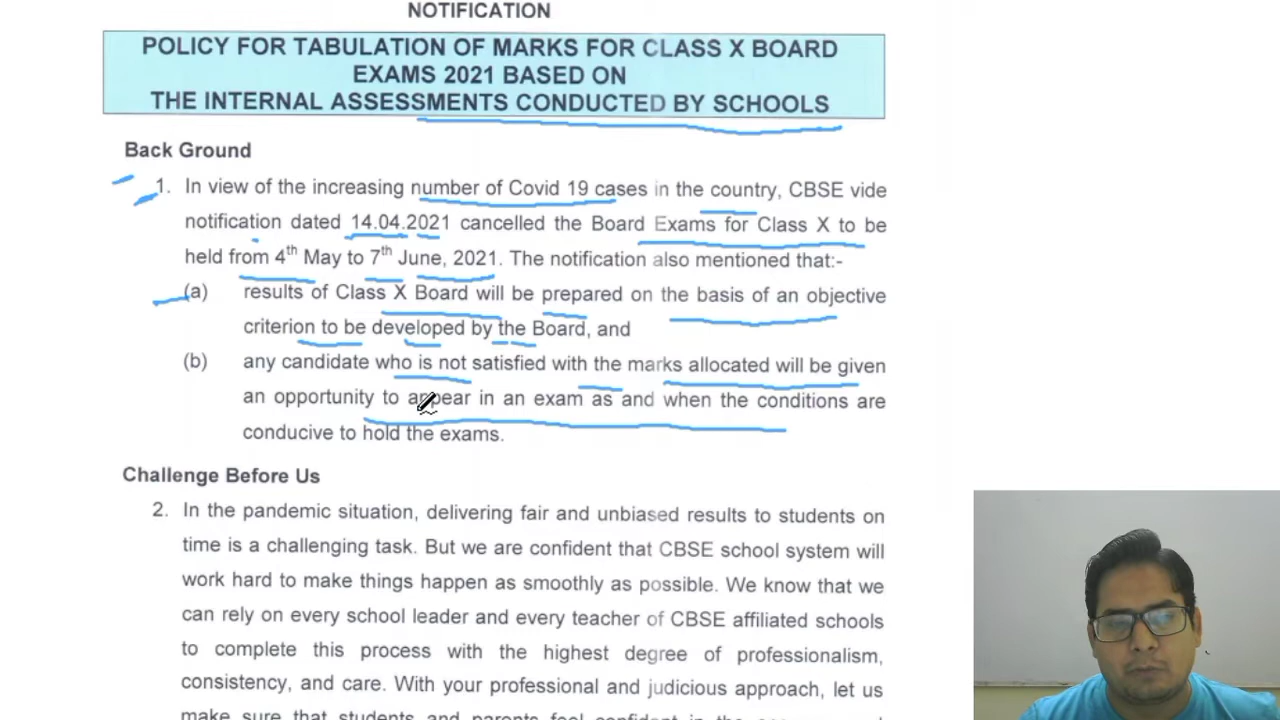 NOTIFICATION
POLICY FOR TABULATION OF MARKS FOR CLASS X BOARD
EXAMS 2021 BASED ON
THE INTERNAL ASSESSMENTS CONDUCTED BY SCHOOLS
Back Ground
1. In view of the increasing number of Covid 19 cases in the country, CBSE vide
notification dated 14.04.2021 cancelled the Board Exams for Class X to be
held from 4th May to 7th June, 2021. The notification also mentioned that:-
(a) results of Class X Board will be prepared on the basis of an objective
criterion to be developed by the Board, and
(b) any candidate who is not satisfied with the marks allocated will be given
an opportunity to appear in an exam as and when the conditions are
conducive to hold the exams.
Challenge Before Us
2. In the pandemic situation, delivering fair and unbiased results to students on
time is a challenging task. But we are confident that CBSE school system will
work hard to make things happen as smoothly as possible. We know that we
can rely on every school leader and every teacher of CBSE affiliated schools
to complete this process with the highest degree of professionalism,
consistency, and care. With your professional and judicious approach, let us
make sure that students and parents feel confident in the